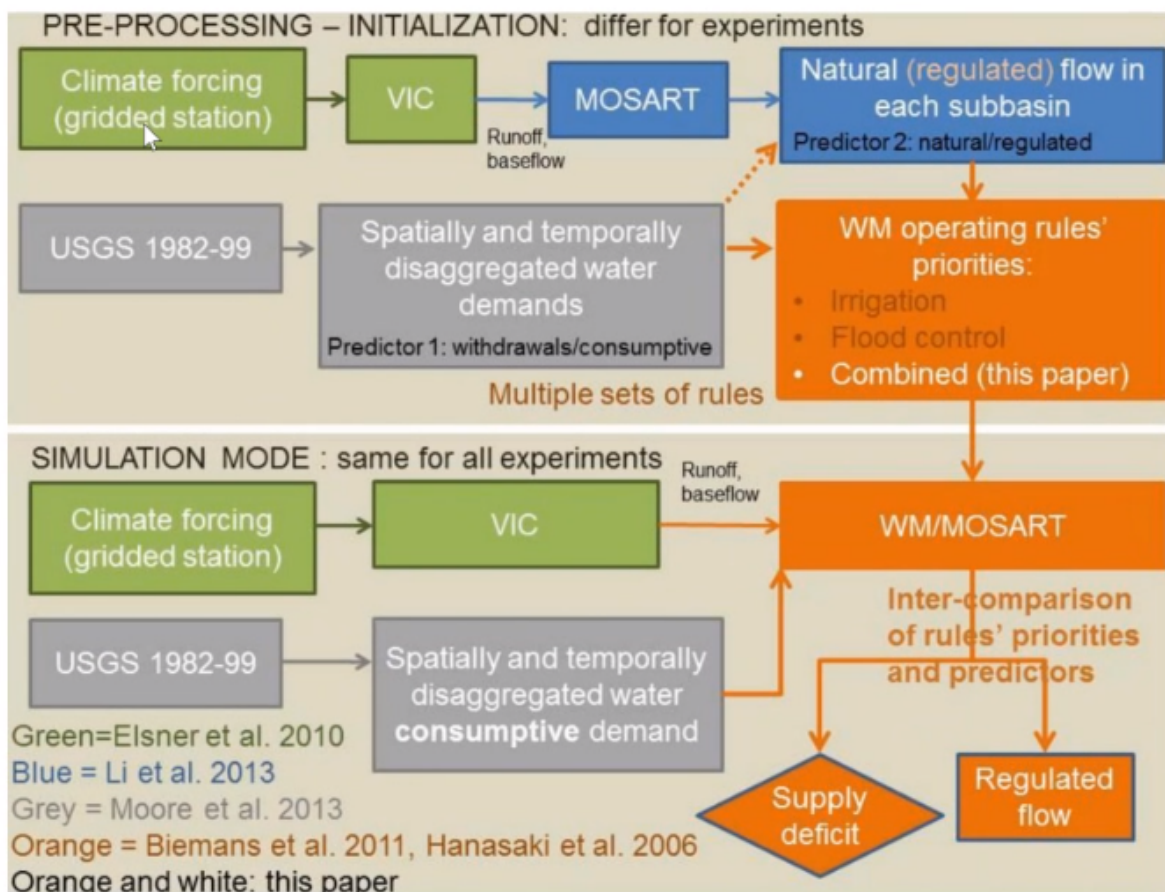 PRE-PROCESSING – INITIALIZATION: differ for experiments
Climate forcing
(gridded station)
VIC
Runoff,
baseflow
MOSART
Natural (regulated) flow in
each subbasin
Predictor 2: natural/regulated
USGS 1982-99
Spatially and temporally
disaggregated water
demands
Predictor 1: withdrawals/consumptive
WM operating rules'
priorities:
• Irrigation
• Flood control
• Combined (this paper)
Multiple sets of rules
SIMULATION MODE : same for all experiments
Climate forcing
(gridded station)
VIC
Runoff,
baseflow
WM/MOSART
USGS 1982-99
Spatially and temporally
disaggregated water
consumptive demand
Inter-comparison
of rules' priorities
and predictors
Supply
deficit
Regulated
flow
Green=Elsner et al. 2010
Blue = Li et al. 2013
Grey = Moore et al. 2013
Orange = Biemans et al. 2011, Hanasaki et al. 2006
Orange and white: this paper